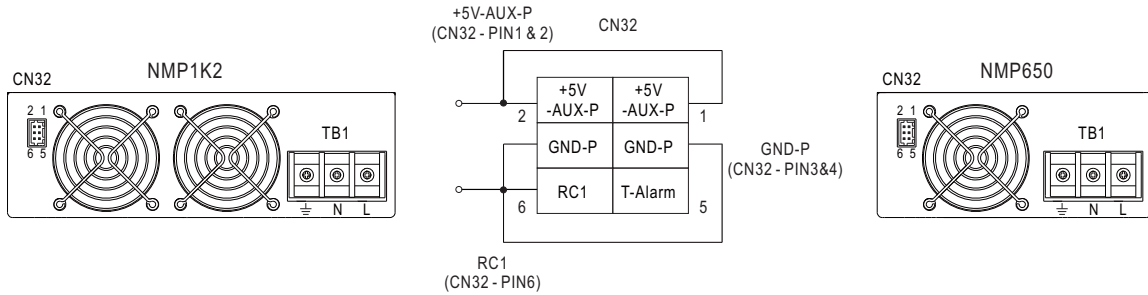 +5V-AUX-P
(CN32 - PIN1 & 2)
CN32
CN32
NMP1K2
2 1
6 5
TB1
N
L
+5V
-AUX-P
+5V
-AUX-P
2
1
GND-P
GND-P
RC1
T-Alarm
6
5
GND-P
(CN32 - PIN3&4)
RC1
(CN32 - PIN6)
CN32
NMP650
2 1
6 5
TB1
N
L